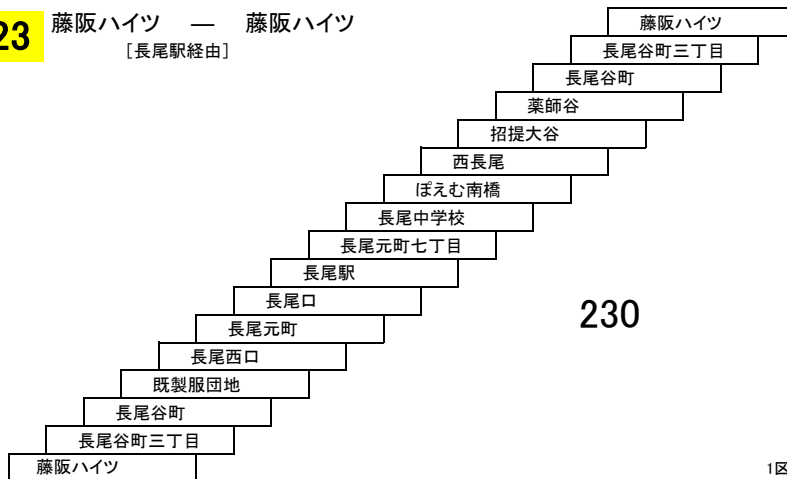 23
藤阪ハイツ ― 藤阪ハイツ
[長尾駅経由]
藤阪ハイツ
長尾谷町三丁目
長尾谷町
薬師谷
招提大谷
西長尾
ぽえむ南橋
長尾中学校
長尾元町七丁目
長尾駅
長尾口
長尾元町
長尾西口
既製服団地
長尾谷町
長尾谷町三丁目
藤阪ハイツ
230
1区